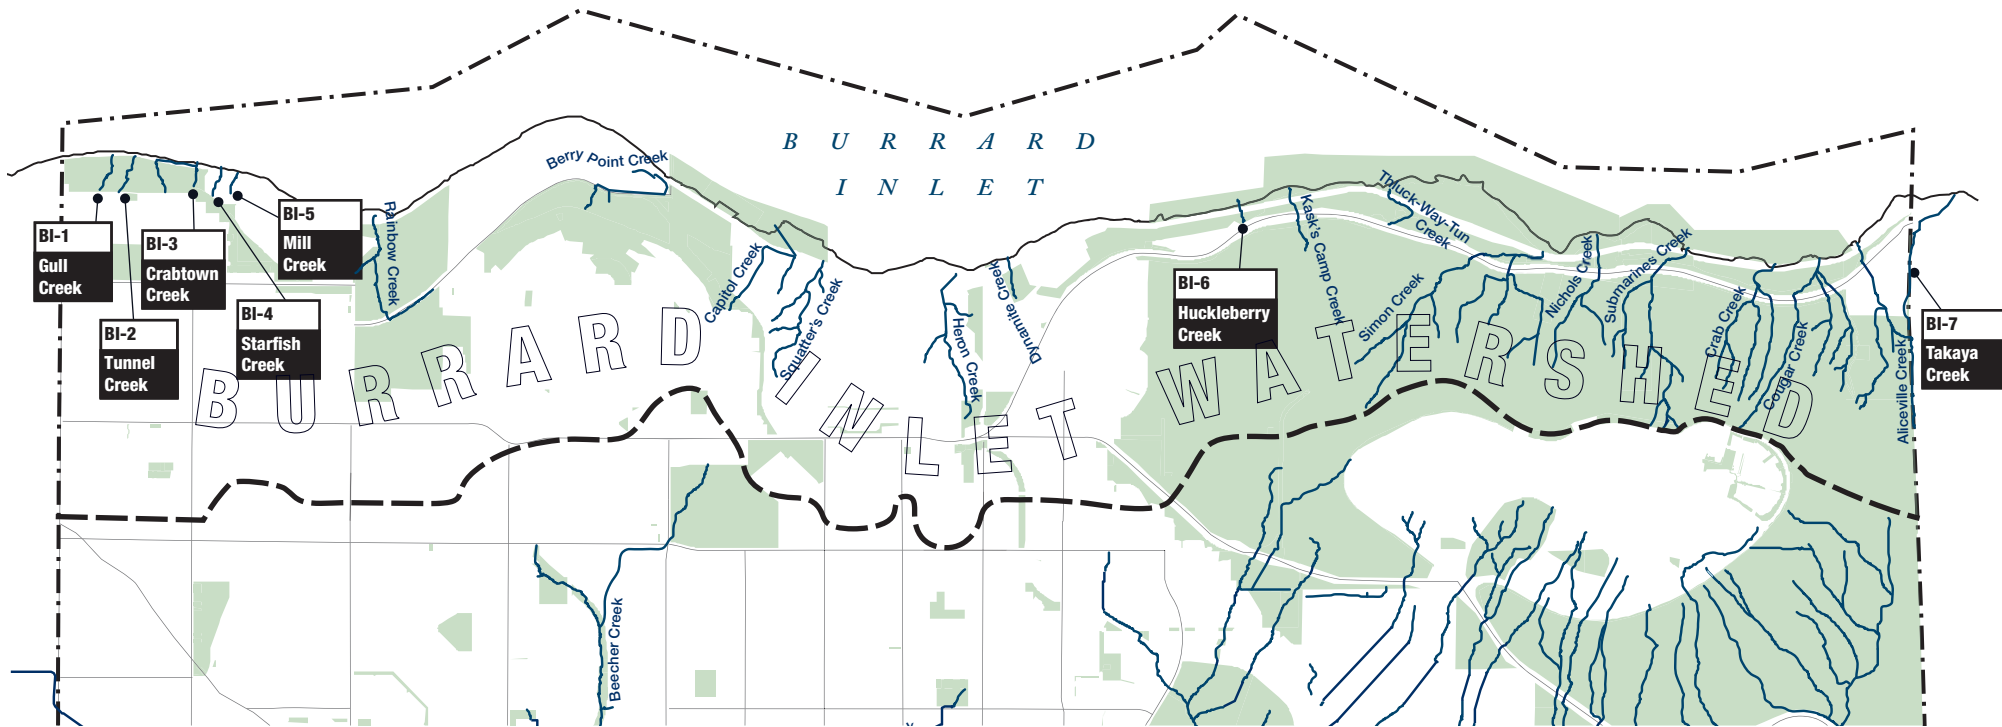 BURRARD
INLET
Berry Point Creek
Thluck-Way-Tun
Creek
BI-1
Gull
Creek
BI-2
Tunnel
Creek
BI-3
Crabtown
Creek
BI-4
Starfish
Creek
BI-5
Mill
Creek
Rainbow Creek
Capitol Creek
Squatter's Creek
Heron Creek
Dynamite Creek
BI-6
Huckleberry
Creek
Kask's Camp Creek
Simon Creek
Nichols Creek
Submarines Creek
Crab Creek
Cougar Creek
Aliceville Creek
BI-7
Takaya
Creek
BURRARD INLET WATERSHED
Beecher Creek